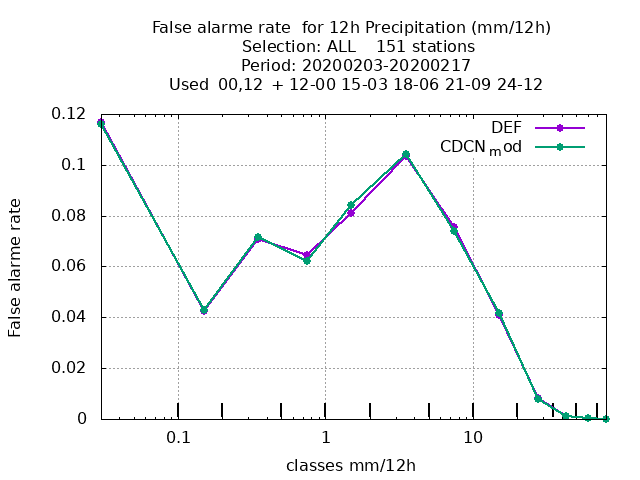 False alarme rate  for 12h Precipitation (mm/12h)
Selection: ALL    151 stations
Period: 20200203-20200217
Used  00,12  + 12-00 15-03 18-06 21-09 24-12
DEF
CDCNmod
0.12
0.1
0.08
0.06
0.04
0.02
0
False alarme rate
0.1 1 10
classes mm/12h